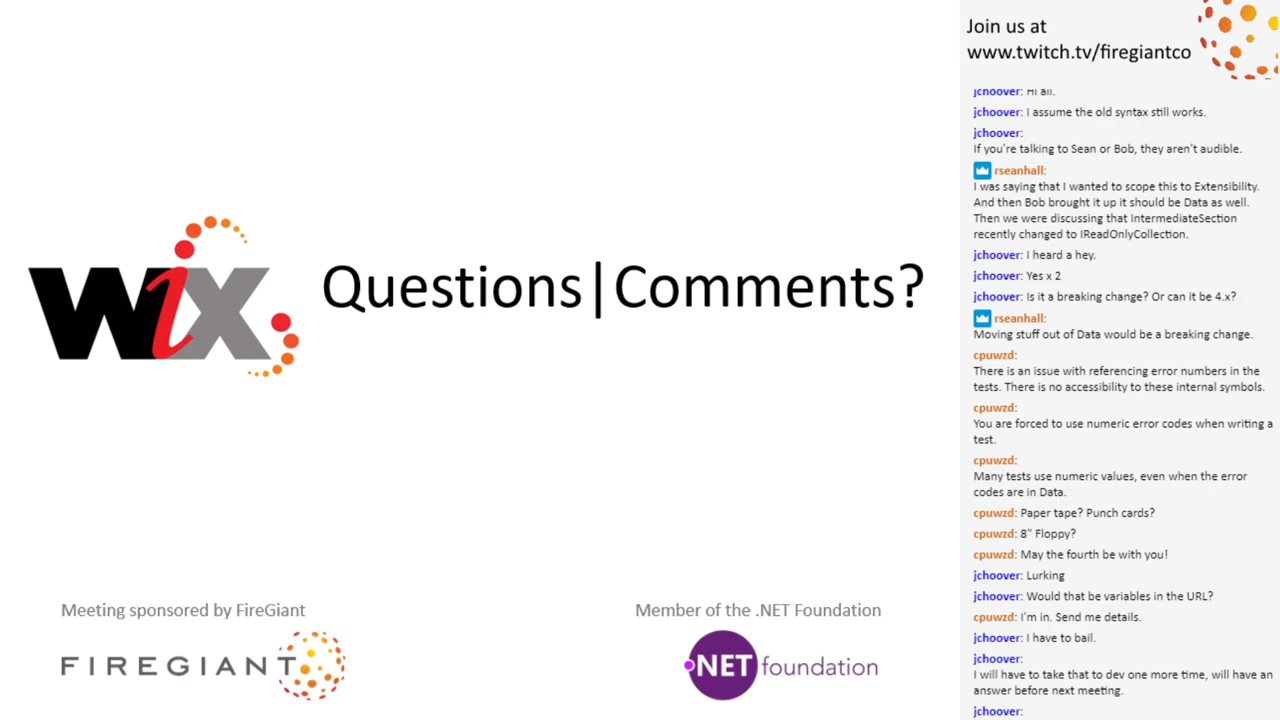 WiX
Questions|Comments?
Meeting sponsored by FireGiant
FIREGIANT
Member of the .NET Foundation
.NET foundation
Join us at
www.twitch.tv/firegiantco
jchoover: Hi all.
jchoover: I assume the old syntax still works.
jchoover:
If you're talking to Sean or Bob, they aren't audible.
rseanhall:
I was saying that I wanted to scope this to Extensibility.
And then Bob brought it up it should be Data as well.
Then we were discussing that IntermediateSection
recently changed to IReadOnlyCollection.
jchoover: I heard a hey.
jchoover: Yes x 2
jchoover: Is it a breaking change? Or can it be 4.x?
rseanhall:
Moving stuff out of Data would be a breaking change.
cpuwzd:
There is an issue with referencing error numbers in the
tests. There is no accessibility to these internal symbols.
cpuwzd:
You are forced to use numeric error codes when writing a
test.
cpuwzd:
Many tests use numeric values, even when the error
codes are in Data.
cpuwzd: Paper tape? Punch cards?
cpuwzd: 8" Floppy?
cpuwzd: May the fourth be with you!
jchoover: Lurking
jchoover: Would that be variables in the URL?
cpuwzd: I'm in. Send me details.
jchoover: I have to bail.
jchoover:
I will have to take that to dev one more time, will have an
answer before next meeting.
jchoover: